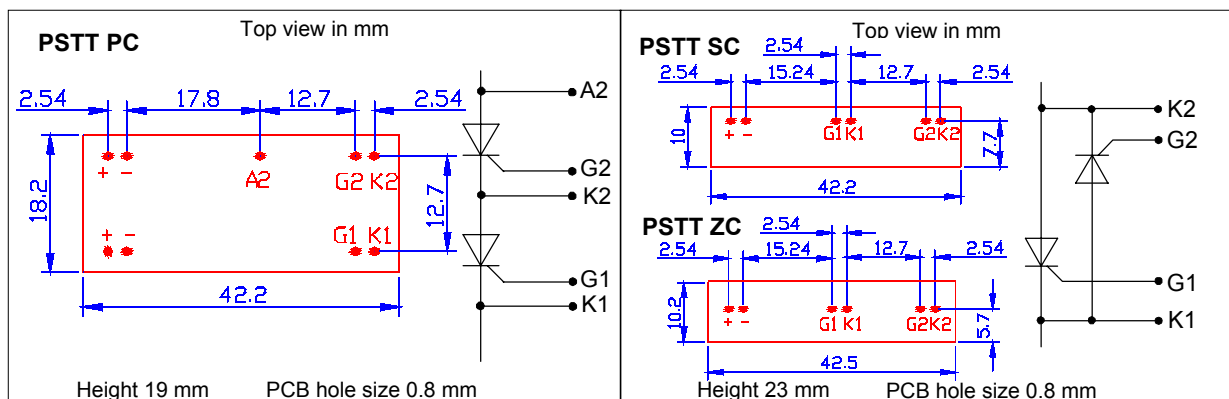 Top view in mm
PSTT PC
2.54
17.8
12.7
2.54
A2
+ -
A2
G2 K2
18.2
12.7
G2
K2
+ -
G1 K1
G1
K1
42.2
Height 19 mm
PCB hole size 0.8 mm
Top view in mm
PSTT SC
2.54
2.54
15.24
12.7
2.54
10
+ -
G1 K1
G2 K2
7.7
42.2
PSTT ZC
2.54
2.54
15.24
12.7
2.54
10.2
+ -
G1 K1
G2 K2
5.7
42.5
K2
G2
G1
K1
Height 23 mm
PCB hole size 0.8 mm